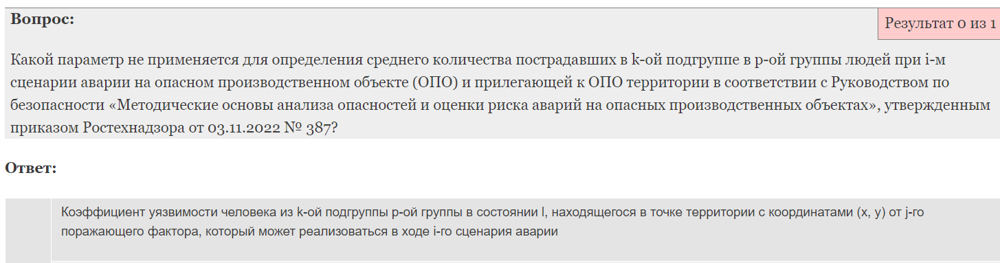 Вопрос:
Результат 0 из 1
Какой параметр не применяется для определения среднего количества пострадавших в k-ой подгруппе в p-ой группы людей при i-м
сценарии аварии на опасном производственном объекте (ОПО) и прилегающей к ОПО территории в соответствии с Руководством по
безопасности «Методические основы анализа опасностей и оценки риска аварий на опасных производственных объектах», утвержденным
приказом Ростехнадзора от 03.11.2022 № 387?
Ответ:
Коэффициент уязвимости человека из k-ой подгруппы p-ой группы в состоянии l, находящегося в точке территории с координатами (x, y) от j-го
поражающего фактора, который может реализоваться в ходе i-го сценария аварии